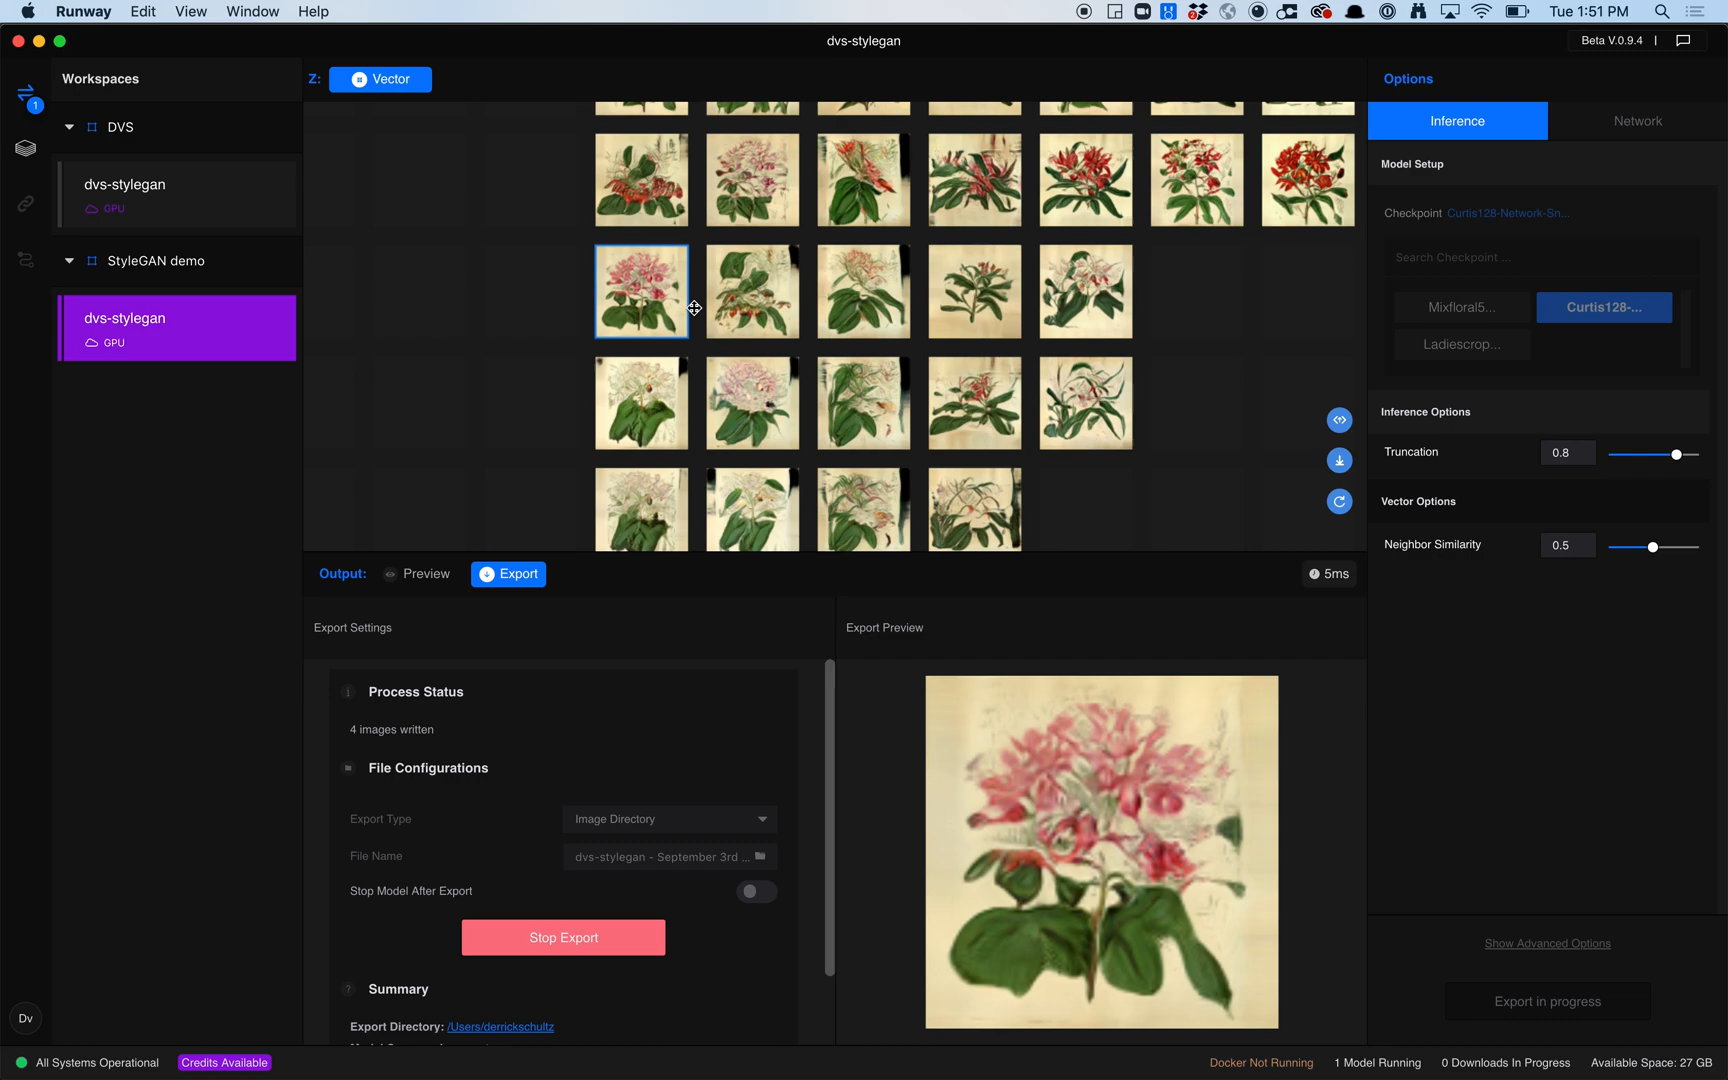 Runway Edit View Window Help
2
Tue 1:51 PM
dvs-stylegan
Beta V.0.9.4
1
Workspaces
DVS
dvs-stylegan
GPU
StyleGAN demo
dvs-stylegan
GPU
Dv
Z: Vector
Output: Preview Export
5ms
Export Settings
Process Status
4 images written
File Configurations
Export Type Image Directory
File Name dvs-stylegan - September 3rd ...
Stop Model After Export
Stop Export
? Summary
Export Directory: /Users/derrickschultz
Export Preview
Options
Inference Network
Model Setup
Checkpoint Curtis128-Network-Sn...
Search Checkpoint ...
Mixfloral5... Curtis128-...
Ladiescrop...
Inference Options
Truncation 0.8
Vector Options
Neighbor Similarity 0.5
Show Advanced Options
Export in progress
All Systems Operational Credits Available
Docker Not Running 1 Model Running 0 Downloads In Progress Available Space: 27 GB